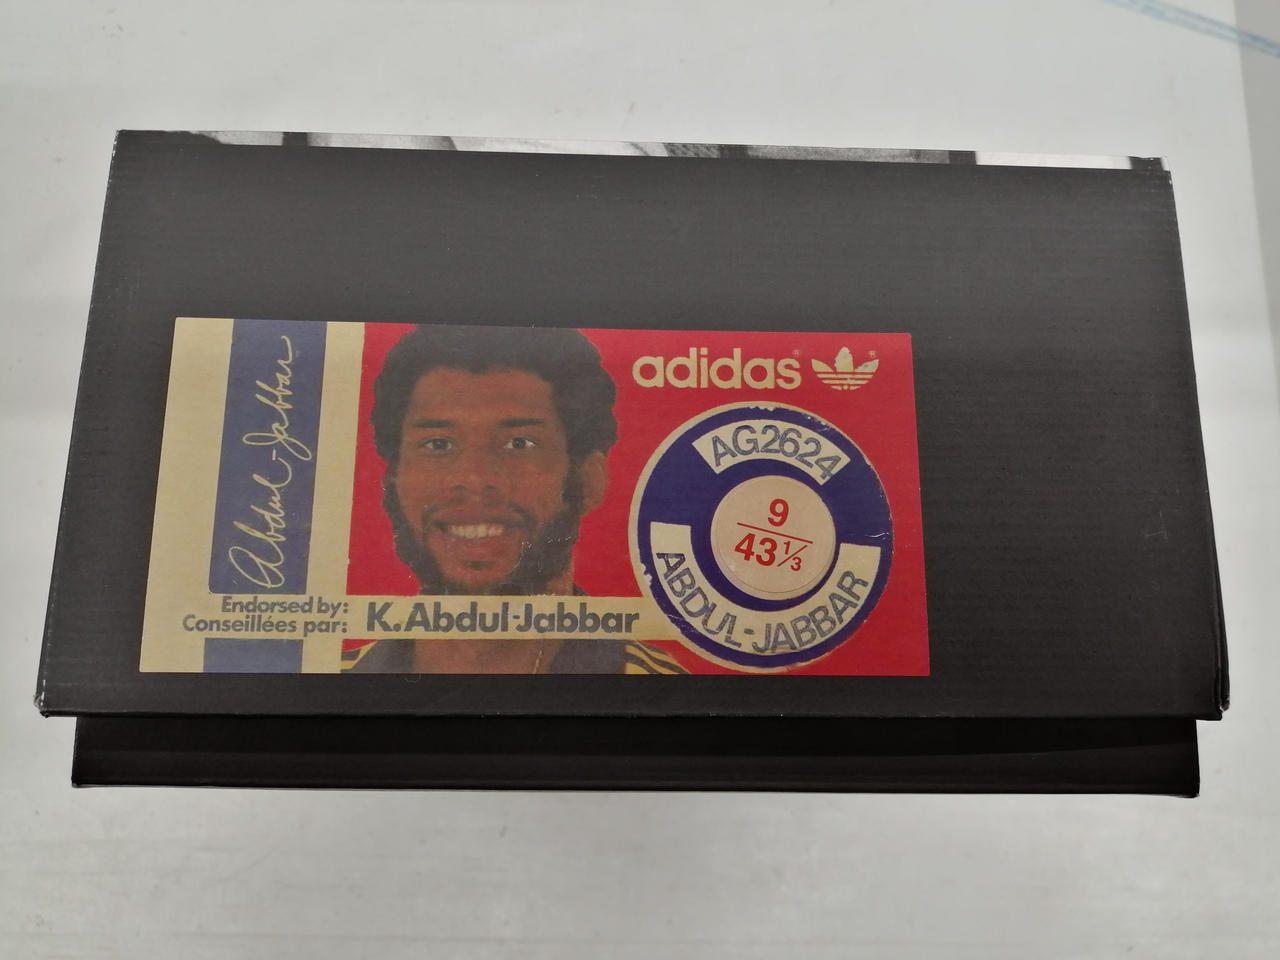 Abdul-Jabbar
adidas®
®
AG2624
9
43⅓
ABDUL-JABBAR
Endorsed by:
Conseillées par:
K.Abdul-Jabbar